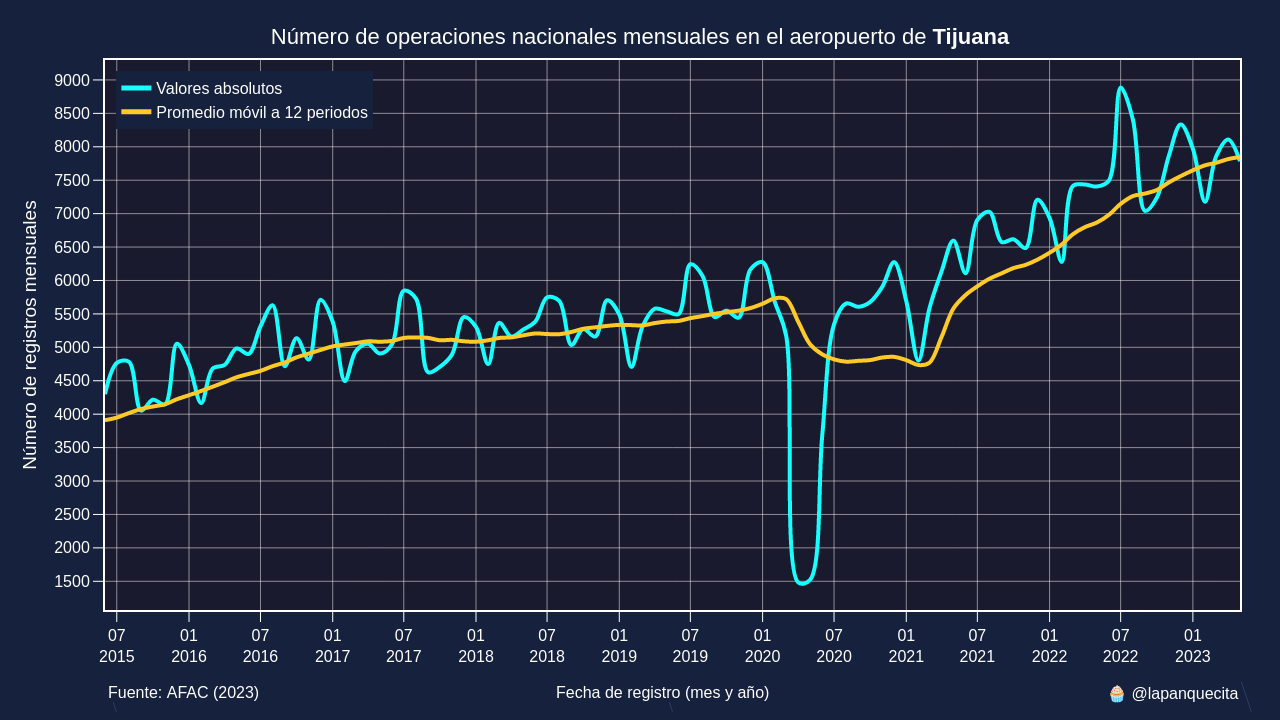 Número de operaciones nacionales mensuales en el aeropuerto de Tijuana
Valores absolutos
Promedio móvil a 12 periodos
Número de registros mensuales
9000
8500
8000
7500
7000
6500
6000
5500
5000
4500
4000
3500
3000
2500
2000
1500
07 01 07 01 07 01 07 01 07 01 07 01 07 01 07 01
2015 2016 2016 2017 2017 2018 2018 2019 2019 2020 2020 2021 2021 2022 2022 2023
Fuente: AFAC (2023)
Fecha de registro (mes y año)
🧁 @lapanquecita